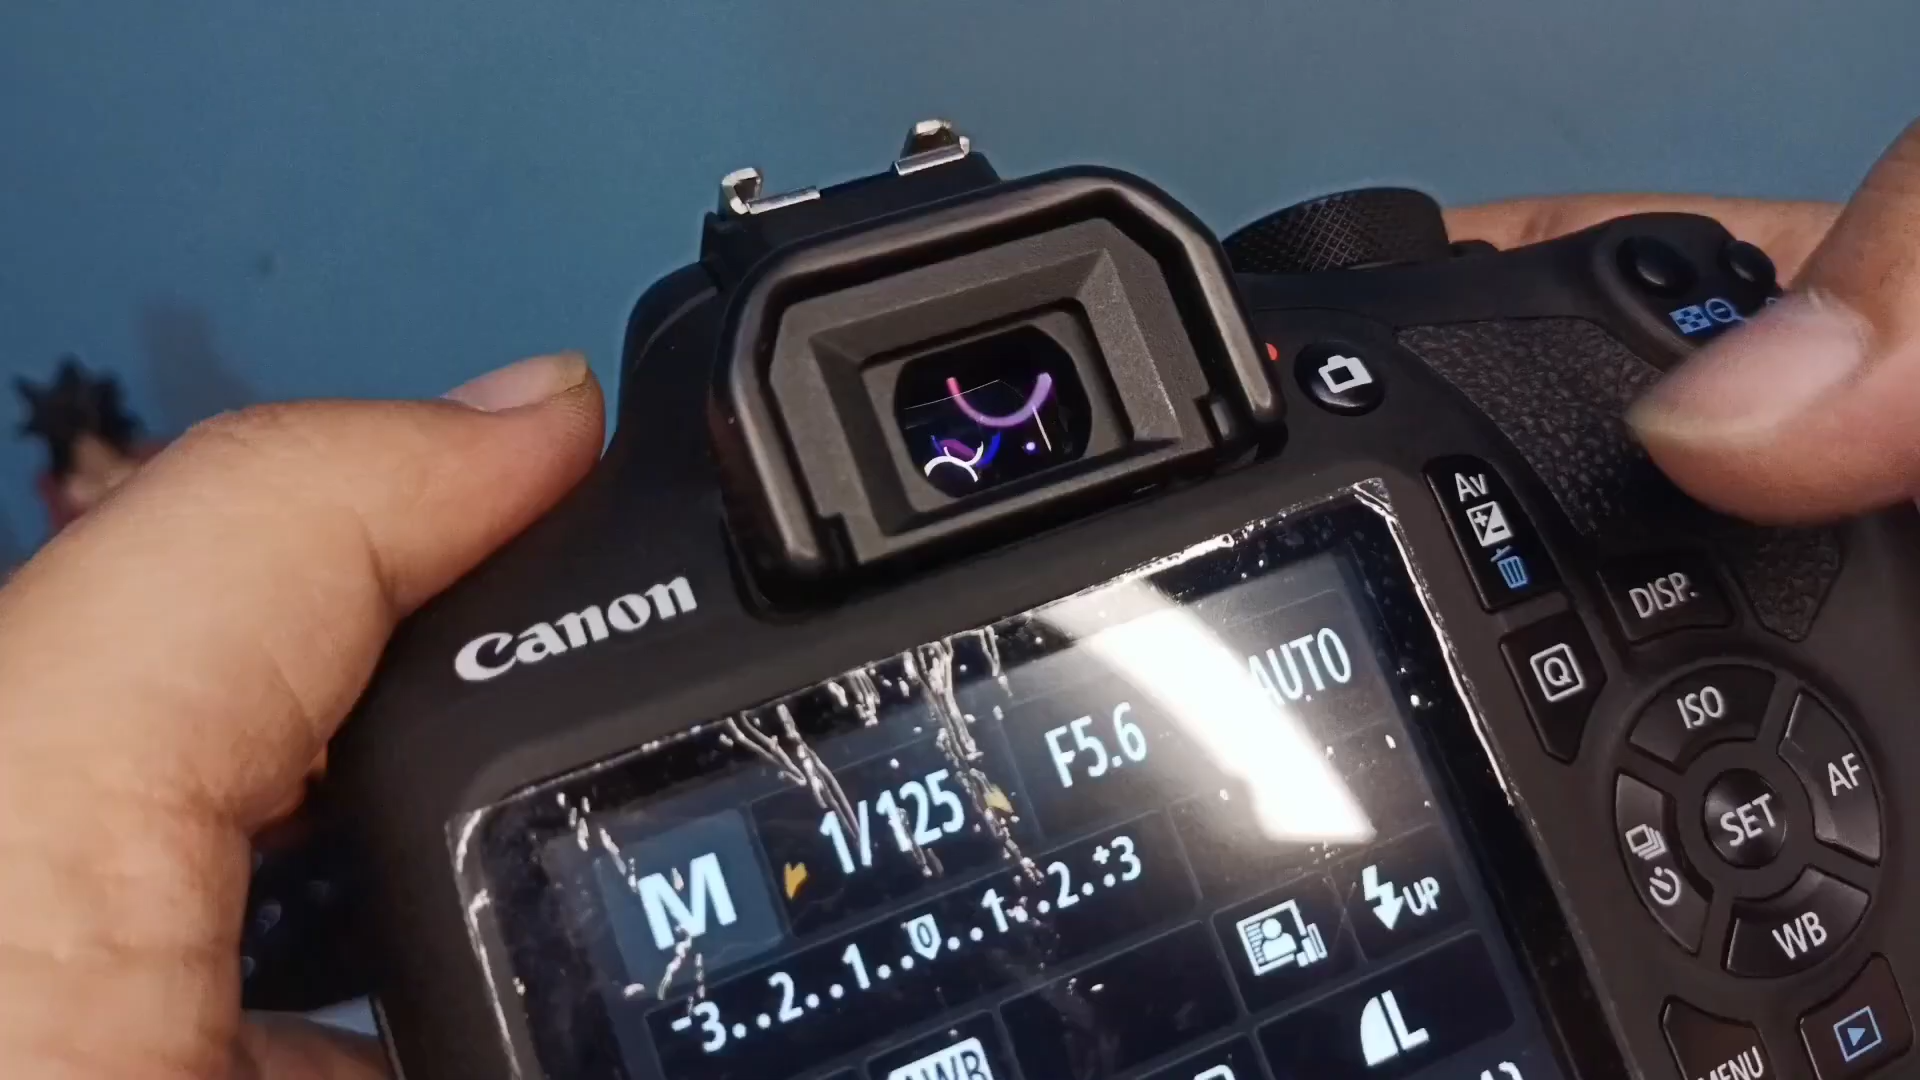 Canon
M
1/125
F5.6
AUTO
-3..2..1..0..1..2..+3
UP
L
Av
DISP.
Q
ISO
AF
SET
WB
MENU